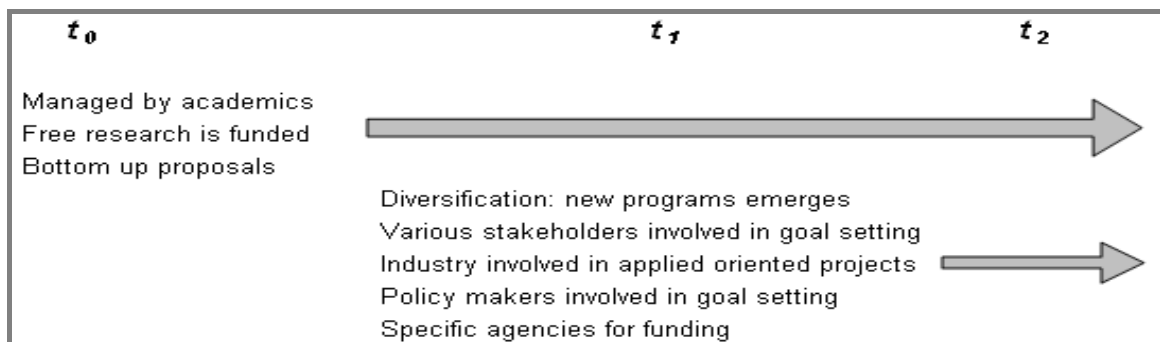 t0 t1 t2
Managed by academics
Free research is funded
Bottom up proposals
Diversification: new programs emerges
Various stakeholders involved in goal setting
Industry involved in applied oriented projects
Policy makers involved in goal setting
Specific agencies for funding